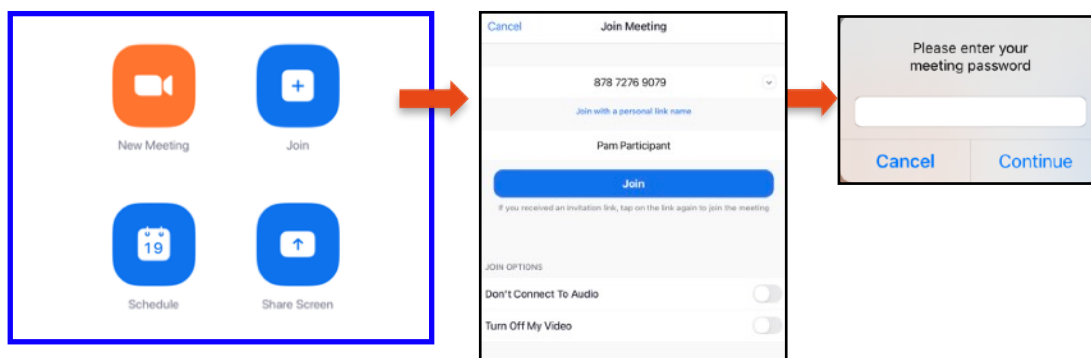 New Meeting
Join
19
Schedule
Share Screen
Cancel
Join Meeting
878 7276 9079
Join with a personal link name
Pam Participant
Join
If you received an invitation link, tap on the link again to join the meeting
JOIN OPTIONS
Don't Connect To Audio
Turn Off My Video
Please enter your
meeting password
Cancel
Continue